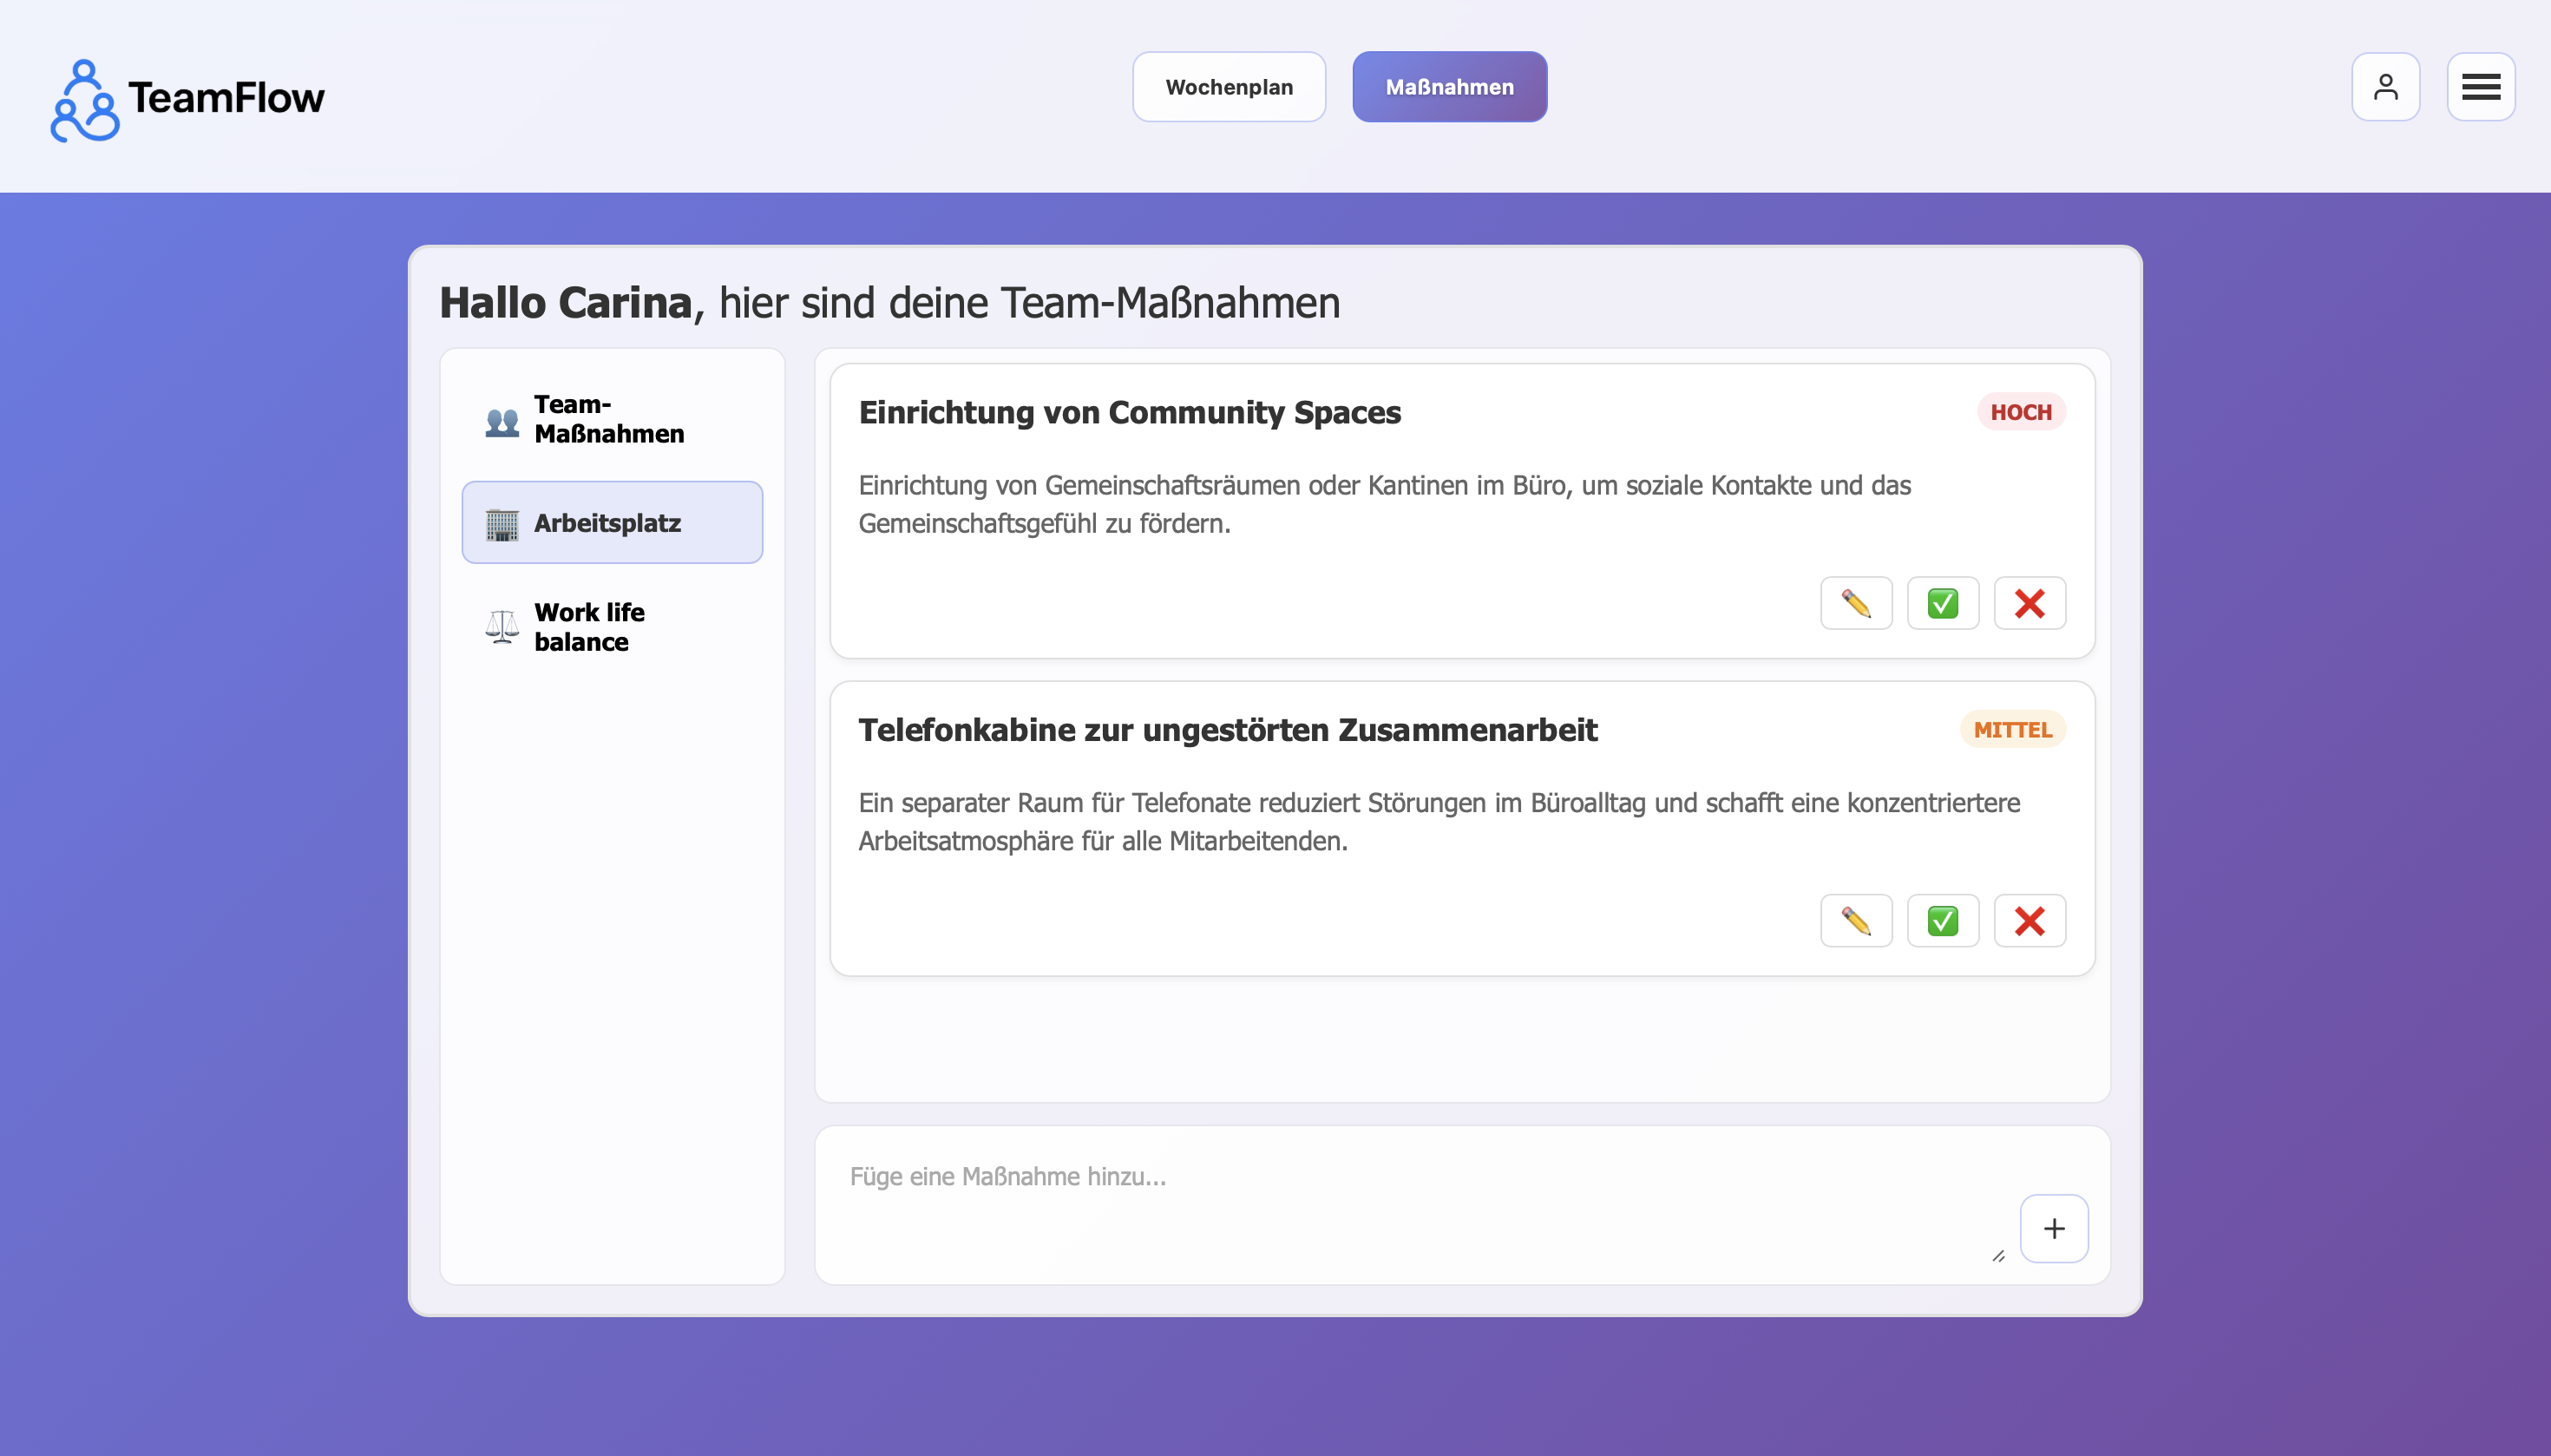 TeamFlow
Wochenplan
Maßnahmen
Hallo Carina, hier sind deine Team-Maßnahmen
Team-
Maßnahmen
Arbeitsplatz
Work life
balance
Einrichtung von Community Spaces
HOCH
Einrichtung von Gemeinschaftsräumen oder Kantinen im Büro, um soziale Kontakte und das
Gemeinschaftsgefühl zu fördern.
Telefonkabine zur ungestörten Zusammenarbeit
MITTEL
Ein separater Raum für Telefonate reduziert Störungen im Büroalltag und schafft eine konzentriertere
Arbeitsatmosphäre für alle Mitarbeitenden.
Füge eine Maßnahme hinzu...